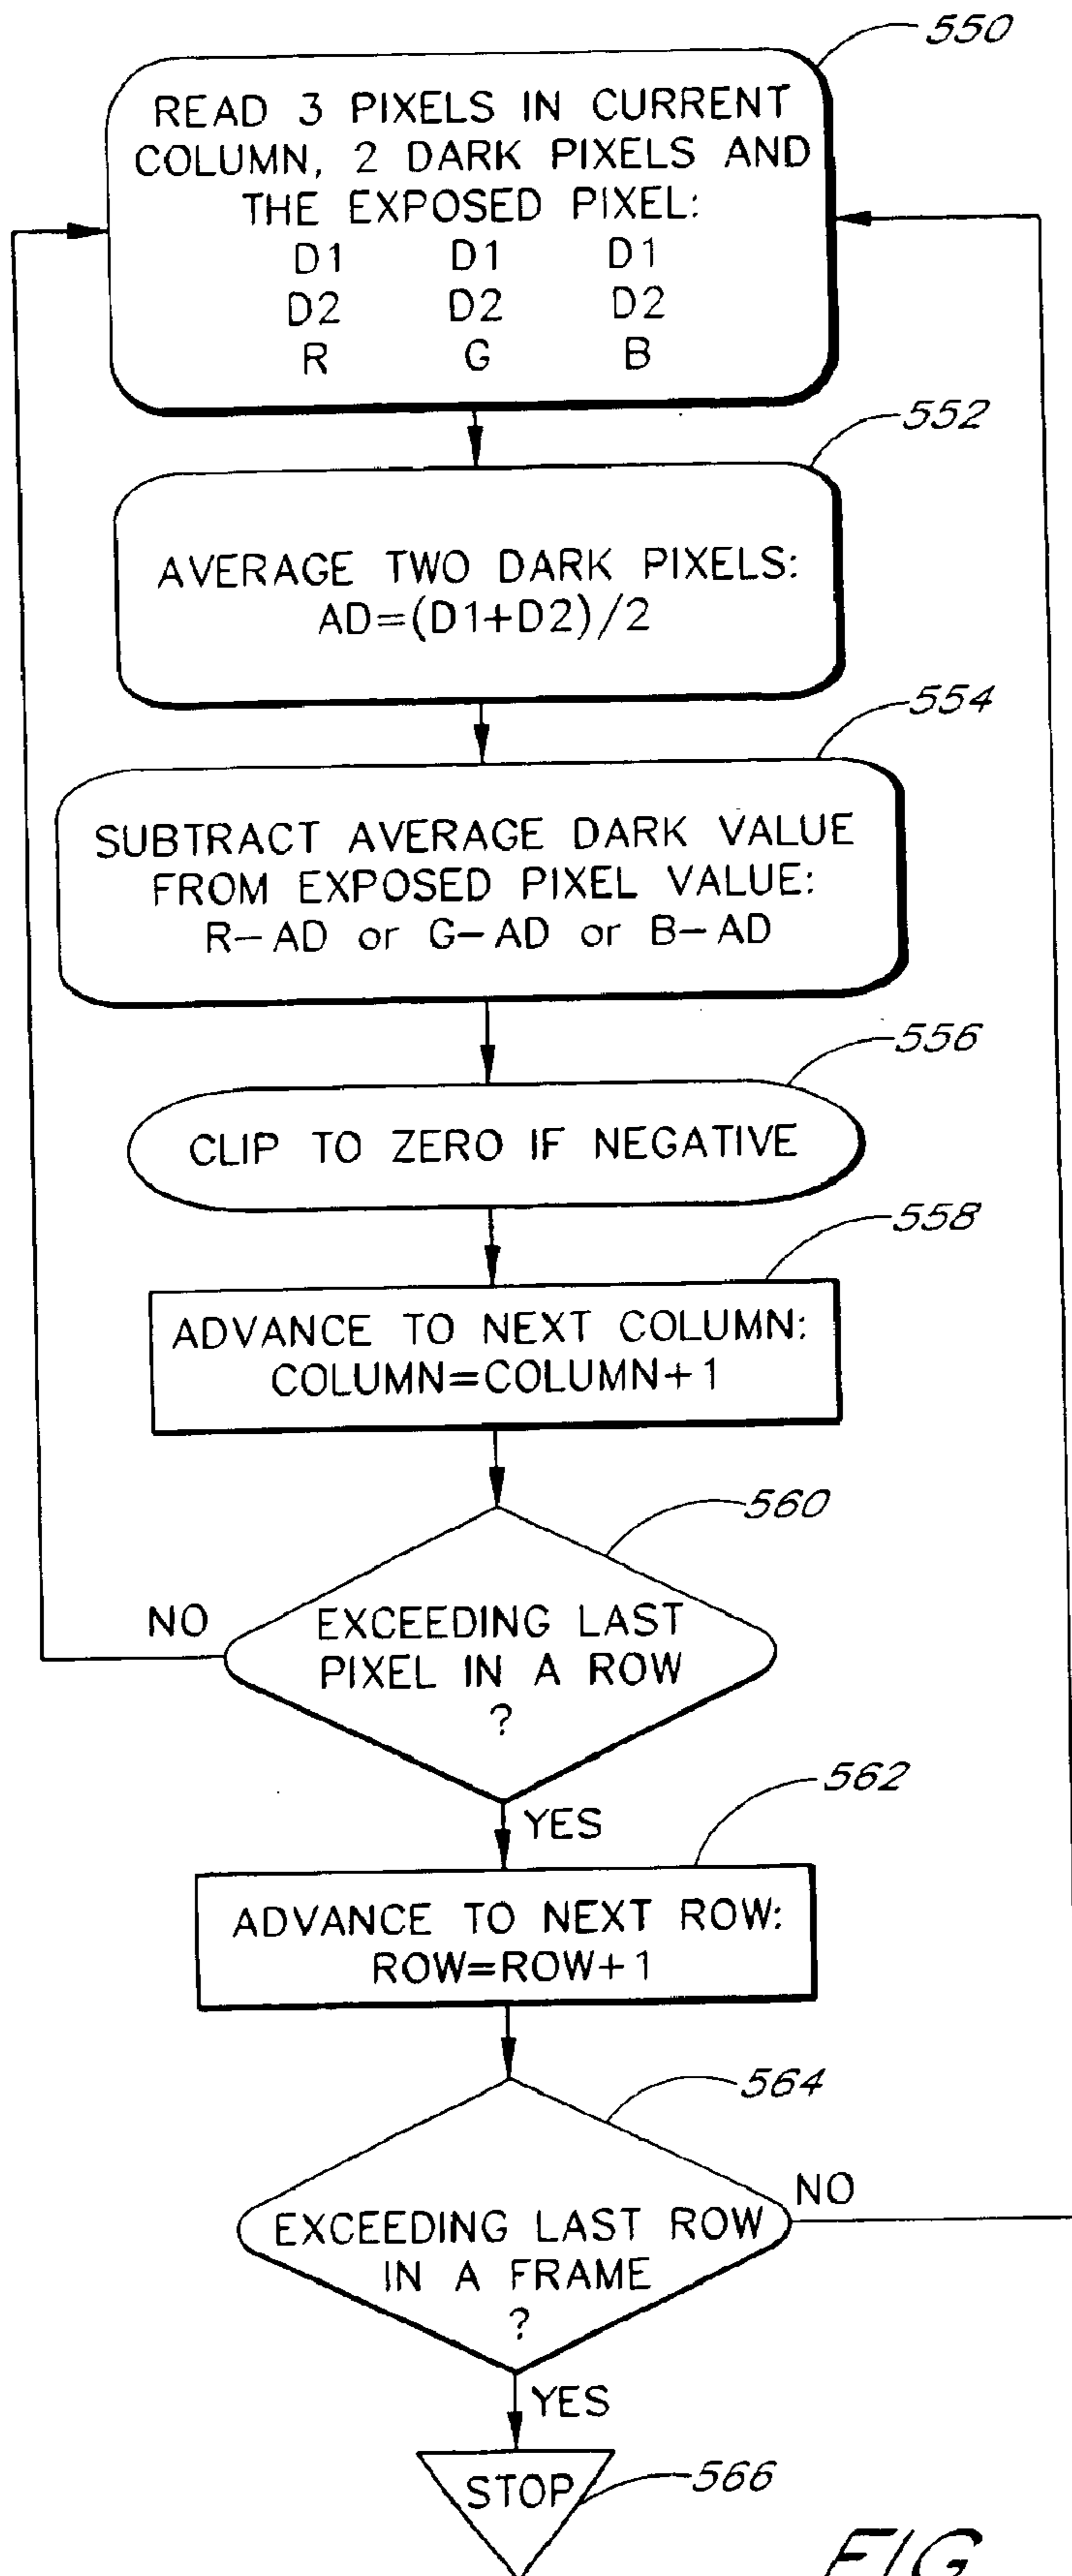 550
READ 3 PIXELS IN CURRENT
COLUMN, 2 DARK PIXELS AND
THE EXPOSED PIXEL:
D1 D1 D1
D2 D2 D2
R G B
552
AVERAGE TWO DARK PIXELS:
AD=(D1+D2)/2
554
SUBTRACT AVERAGE DARK VALUE
FROM EXPOSED PIXEL VALUE:
R-AD or G-AD or B-AD
556
CLIP TO ZERO IF NEGATIVE
558
ADVANCE TO NEXT COLUMN:
COLUMN=COLUMN+1
560
NO
EXCEEDING LAST
PIXEL IN A ROW
?
YES
562
ADVANCE TO NEXT ROW:
ROW=ROW+1
564
NO
EXCEEDING LAST ROW
IN A FRAME
?
YES
STOP
566
FIG